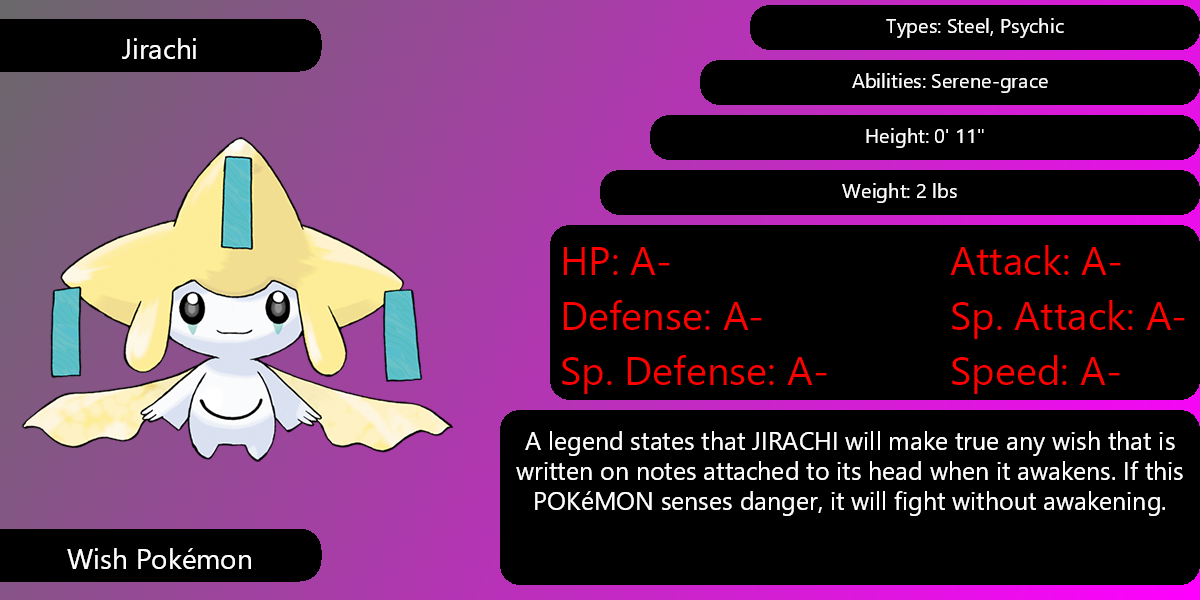 Jirachi
Types: Steel, Psychic
Abilities: Serene-grace
Height: 0' 11"
Weight: 2 lbs
HP: A-
Attack: A-
Defense: A-
Sp. Attack: A-
Sp. Defense: A-
Speed: A-
A legend states that JIRACHI will make true any wish that is
written on notes attached to its head when it awakens. If this
POKéMON senses danger, it will fight without awakening.
Wish Pokémon